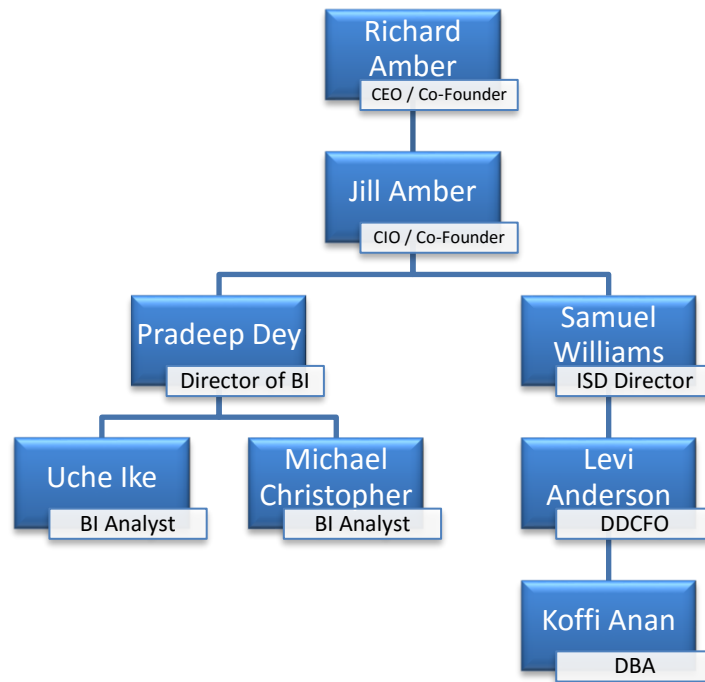 Richard
Amber
CEO / Co-Founder
Jill Amber
CIO / Co-Founder
Pradeep Dey
Director of BI
Samuel
Williams
ISD Director
Uche Ike
BI Analyst
Michael
Christopher
BI Analyst
Levi
Anderson
DDCFO
Koffi Anan
DBA